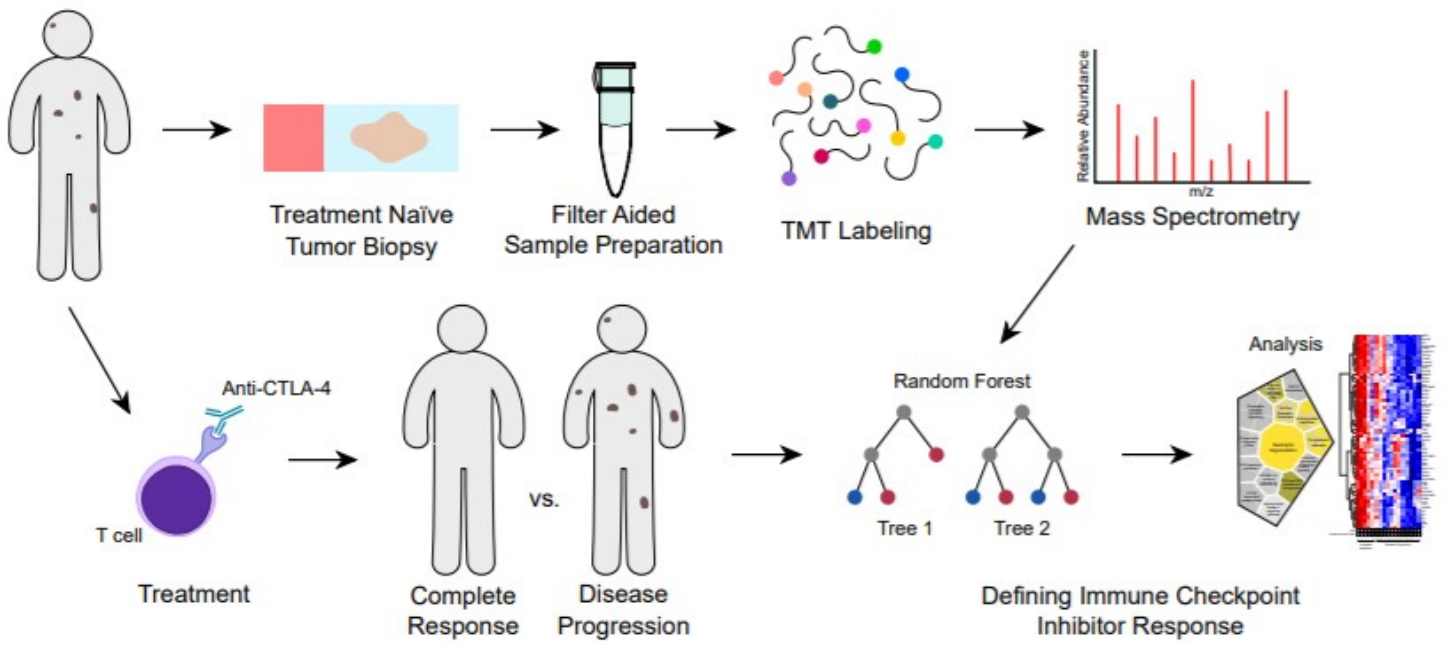 Treatment Naïve
Tumor Biopsy
Filter Aided
Sample Preparation
TMT Labeling
Relative Abundance
m/z
Mass Spectrometry
Anti-CTLA-4
T cell
Treatment
Complete
Response
vs.
Disease
Progression
Random Forest
Tree 1
Tree 2
Analysis
Defining Immune Checkpoint
Inhibitor Response